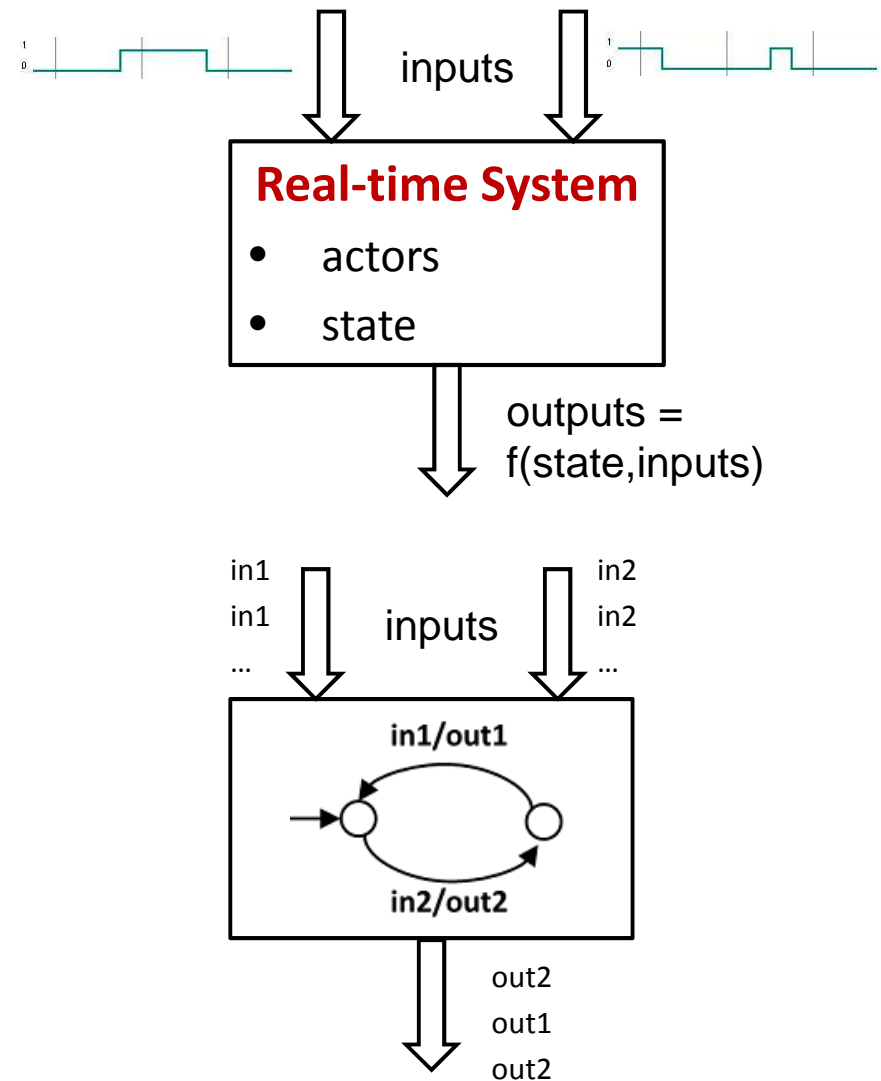 1
0
inputs
1
0
Real-time System
• actors
• state
outputs =
f(state,inputs)
in1
in1
...
inputs
in2
in2
...
in1/out1
in2/out2
out2
out1
out2